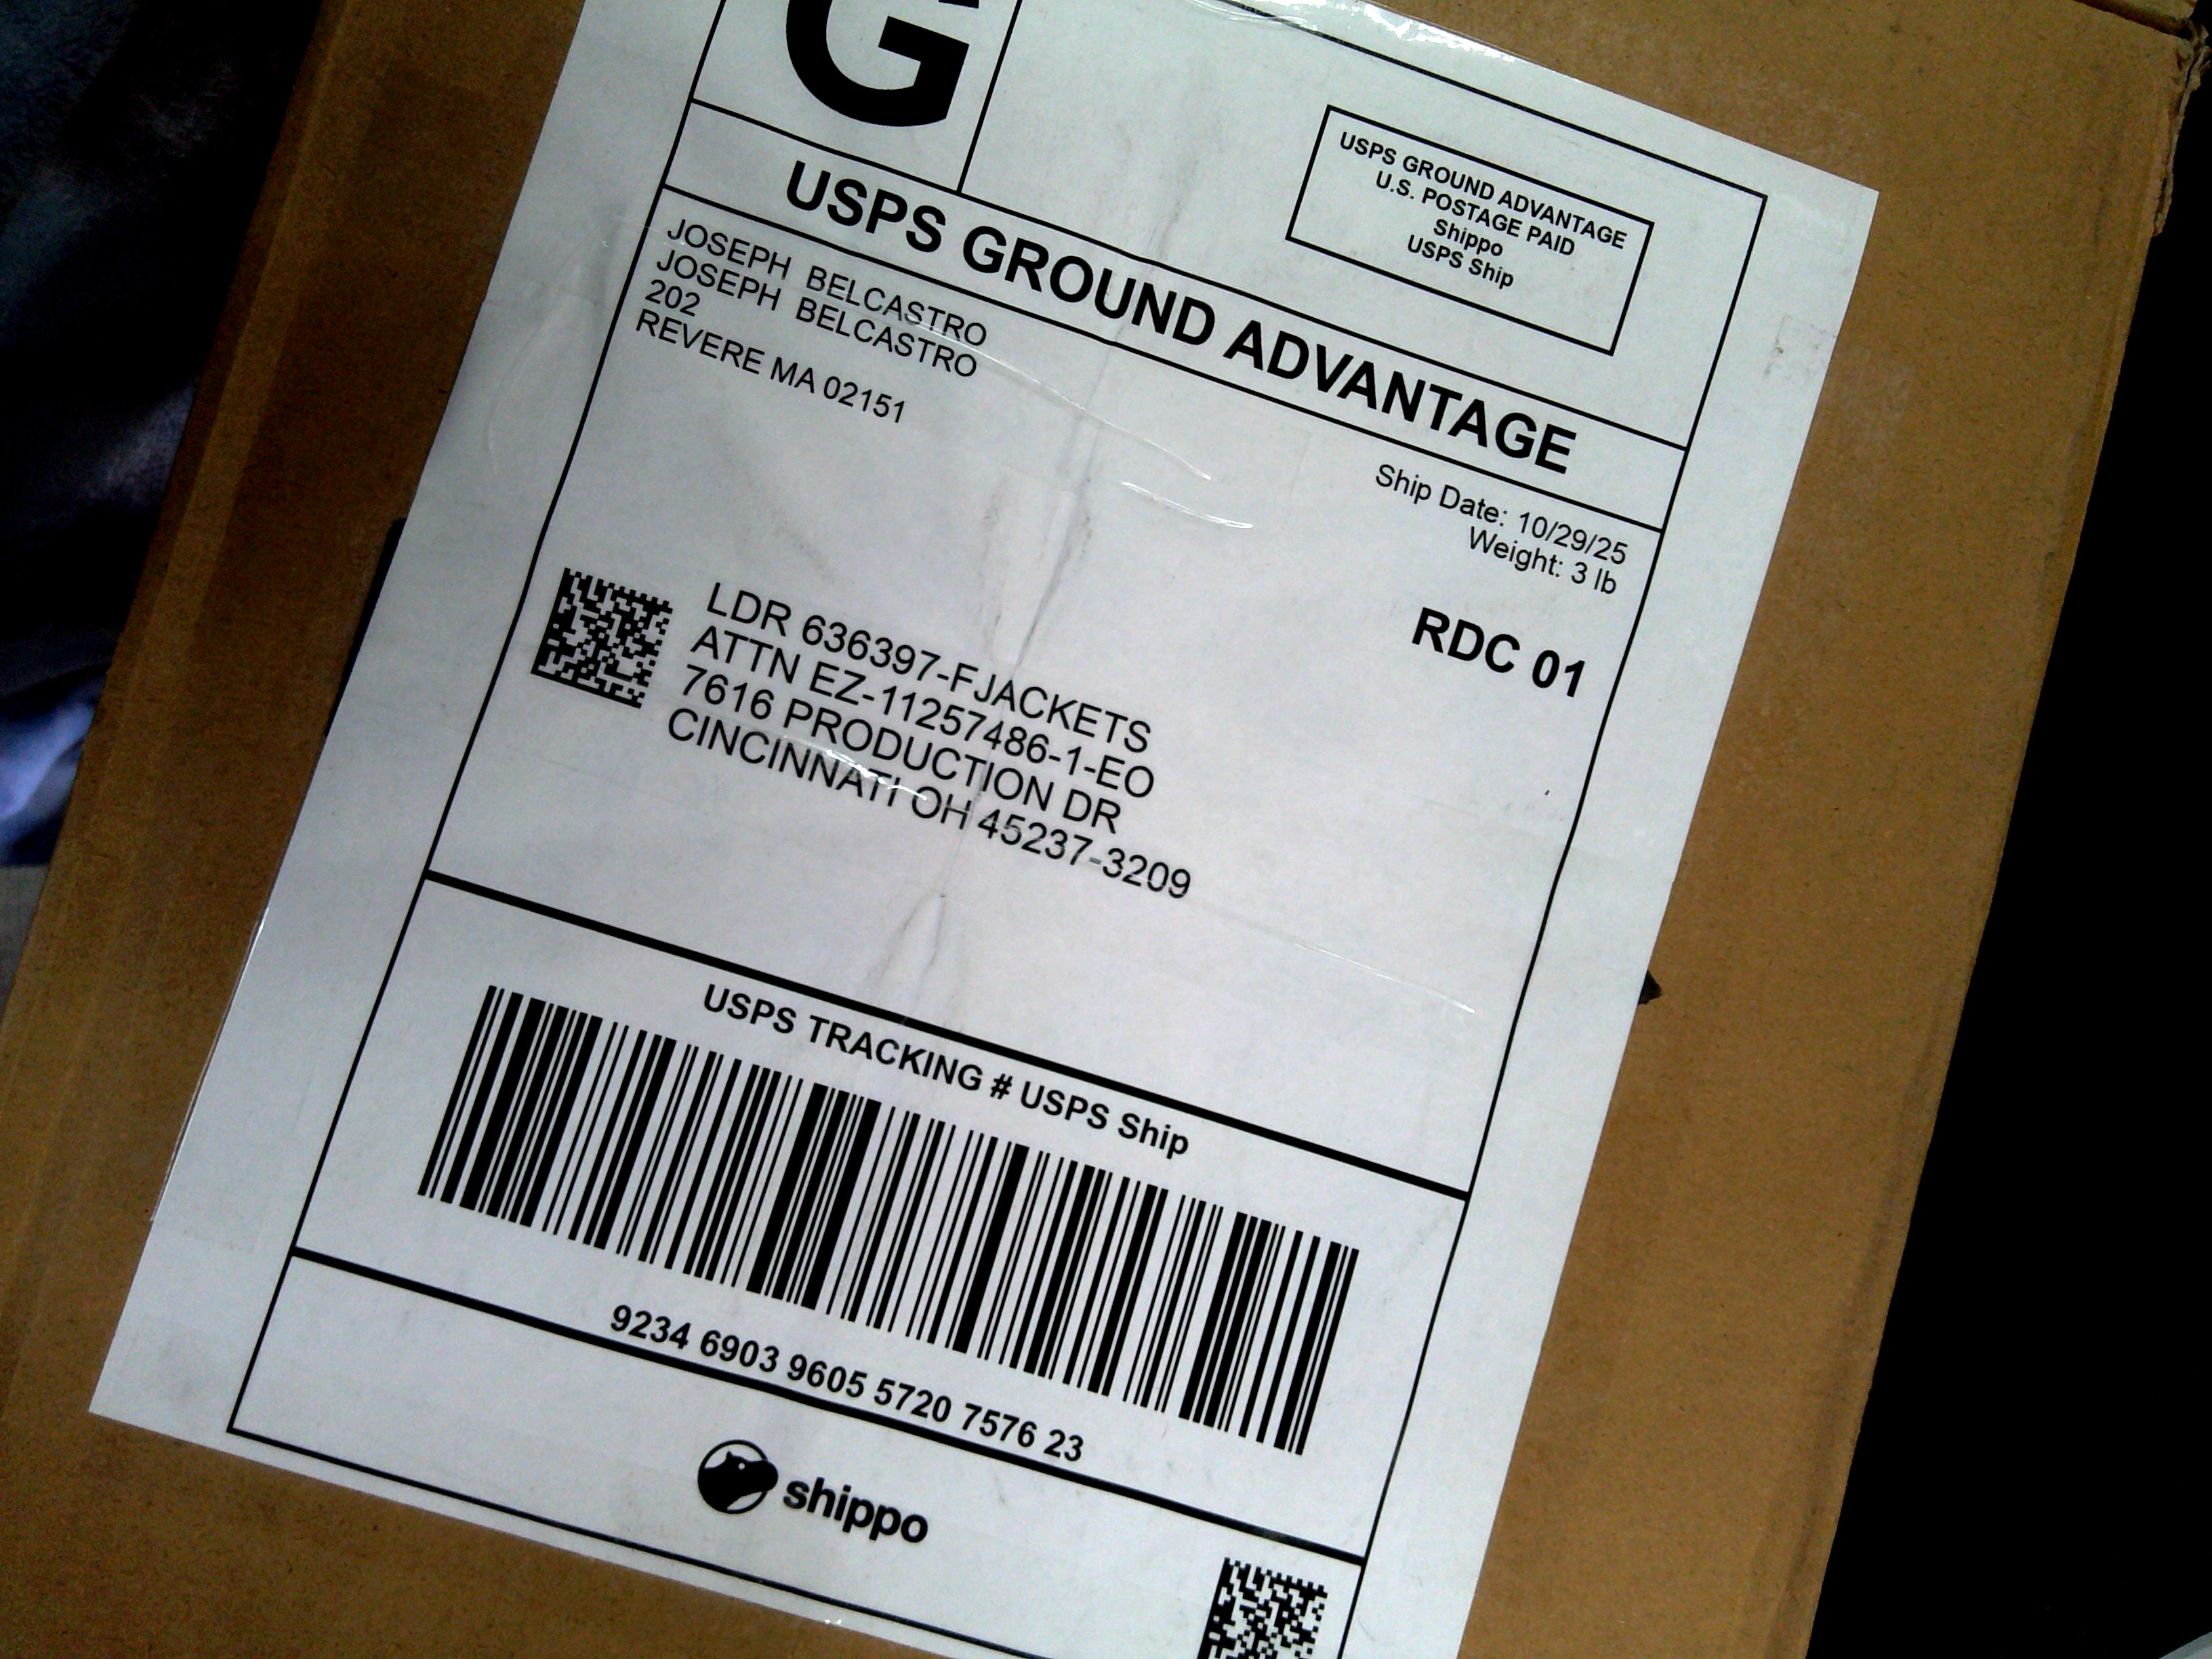 G
USPS GROUND ADVANTAGE
U.S. POSTAGE PAID
Shippo
USPS Ship
USPS GROUND ADVANTAGE
JOSEPH BELCASTRO
JOSEPH BELCASTRO
202
REVERE MA 02151
Ship Date: 10/29/25
Weight: 3 lb
RDC 01
LDR 636397-FJACKETS
ATTN EZ-11257486-1-EO
7616 PRODUCTION DR
CINCINNATI OH 45237-3209
USPS TRACKING # USPS Ship
9234 6903 9605 5720 7576 23
shippo